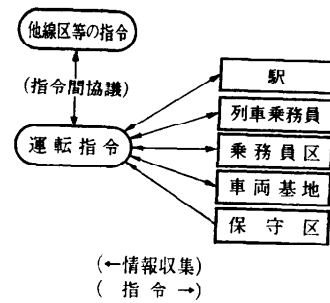 他線区等の指令
(指令間協議)
運転指令
駅
列車乗務員
乗務員区
車両基地
保守区
(←情報収集)
( 指令 →)